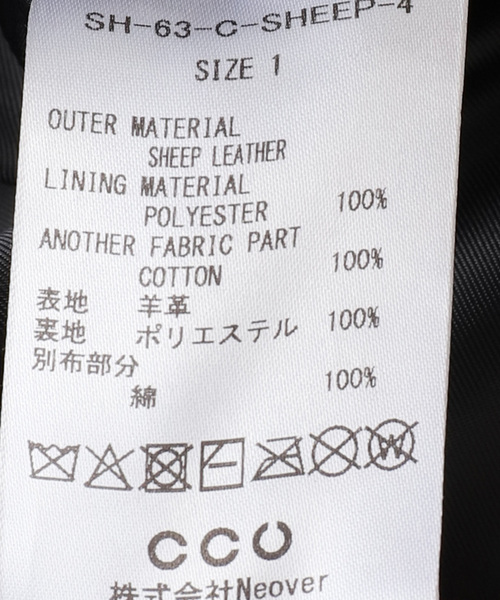 SH-63-C-SHEEP-4
SIZE 1
OUTER MATERIAL
SHEEP LEATHER
LINING MATERIAL
POLYESTER 100%
ANOTHER FABRIC PART
COTTON 100%
表地 羊革
裏地 ポリエステル 100%
別布部分
綿 100%
W
CCU
株式会社Neover